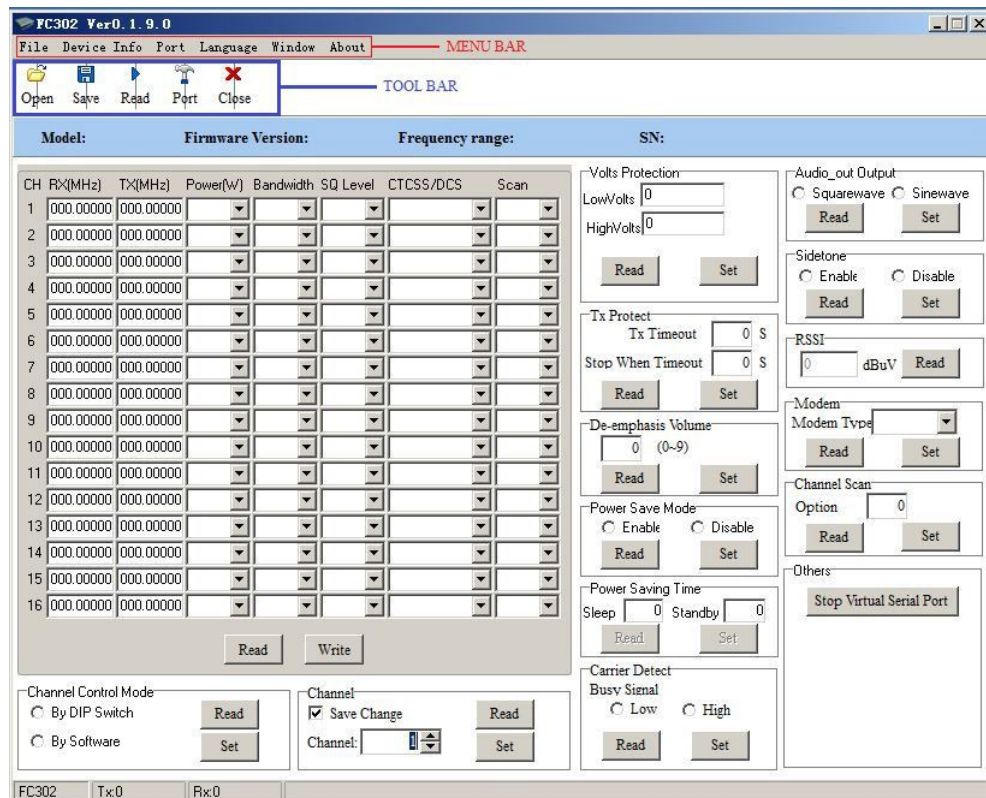 FC302 Ver0.1.9.0
File Device Info Port Language Window About
MENU BAR
Open Save Read Port Close
TOOL BAR
Model: Firmware Version: Frequency range: SN:
CH RX(MHz) TX(MHz) Power(W) Bandwidth SQ Level CTCSS/DCS Scan
1 000.00000 000.00000
2 000.00000 000.00000
3 000.00000 000.00000
4 000.00000 000.00000
5 000.00000 000.00000
6 000.00000 000.00000
7 000.00000 000.00000
8 000.00000 000.00000
9 000.00000 000.00000
10 000.00000 000.00000
11 000.00000 000.00000
12 000.00000 000.00000
13 000.00000 000.00000
14 000.00000 000.00000
15 000.00000 000.00000
16 000.00000 000.00000
Read Write
Channel Control Mode
By DIP Switch Read
By Software Set
Channel
Save Change Read
Channel: 1 Set
Volts Protection
LowVolts 0
HighVolts 0
Read Set
Tx Protect
Tx Timeout 0 S
Stop When Timeout 0 S
Read Set
De-emphasis Volume
0 (0~9)
Read Set
Power Save Mode
Enable Disable
Read Set
Power Saving Time
Sleep 0 Standby 0
Read Set
Carrier Detect
Busy Signal
Low High
Read Set
Audio_out Output
Squarewave Sinewave
Read Set
Sidetone
Enable Disable
Read Set
RSSI
0 dBuV Read
Modem
Modem Type
Read Set
Channel Scan
Option 0
Read Set
Others
Stop Virtual Serial Port
FC302 Tx:0 Rx:0